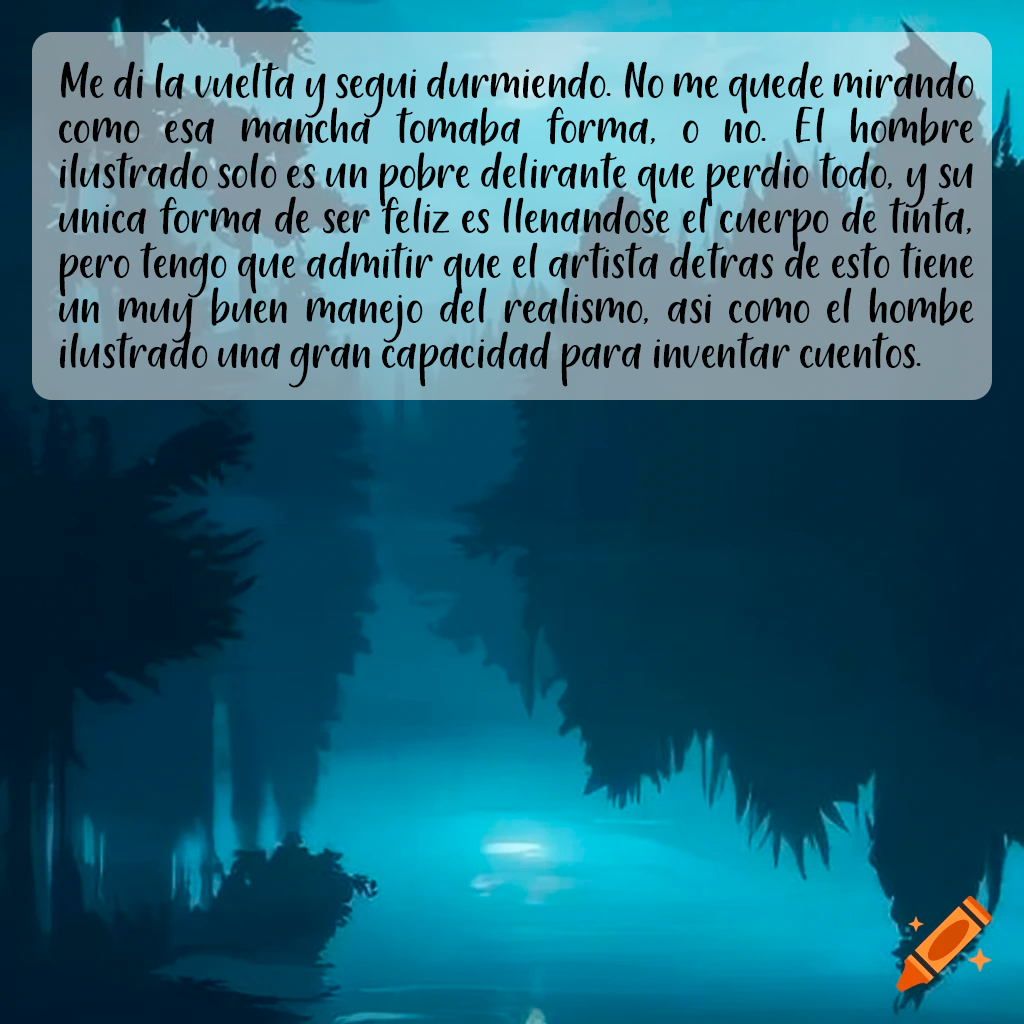 Me di la vuelta y segui durmiendo. No me quede mirando
como esa mancha tomaba forma, o no. El hombre
ilustrado solo es un pobre delirante que perdio todo, y su
unica forma de ser feliz es llenandose el cuerpo de tinta,
pero tengo que admitir que el artista detras de esto tiene
un muy buen manejo del realismo, asi como el hombe
ilustrado una gran capacidad para inventar cuentos.